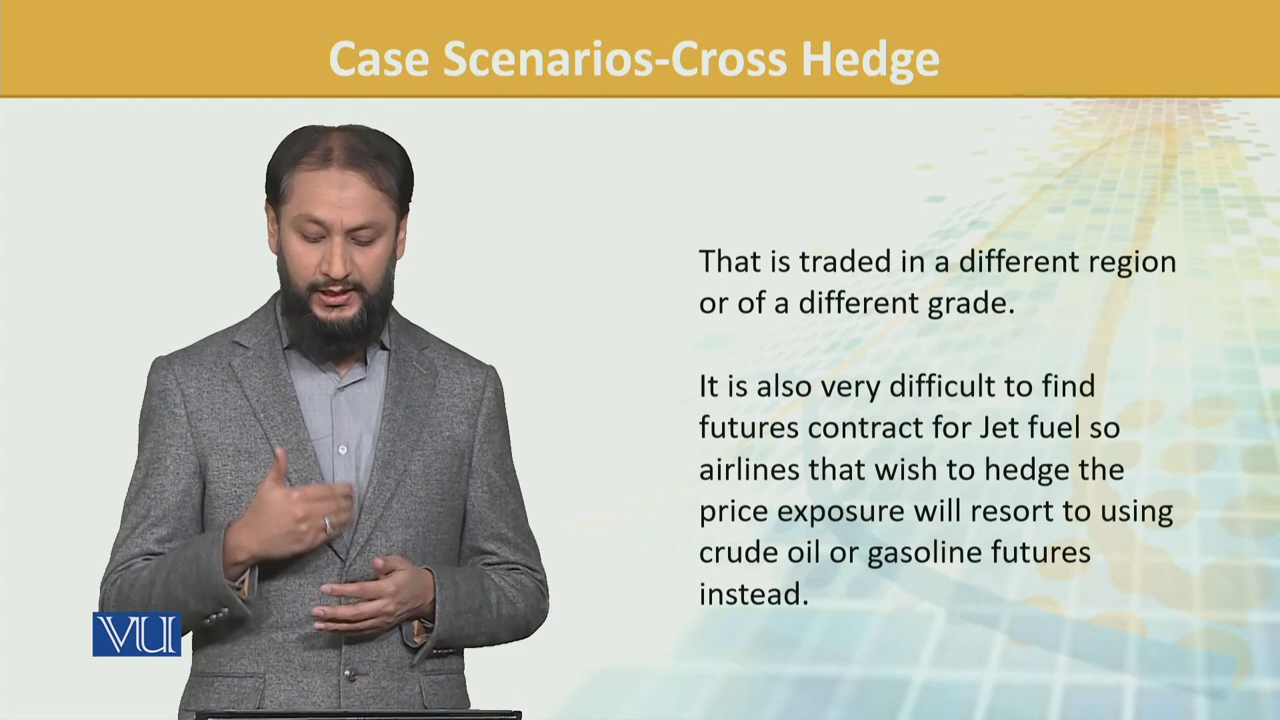 Case Scenarios-Cross Hedge
That is traded in a different region
or of a different grade.
It is also very difficult to find
futures contract for Jet fuel so
airlines that wish to hedge the
price exposure will resort to using
crude oil or gasoline futures
instead.
VU